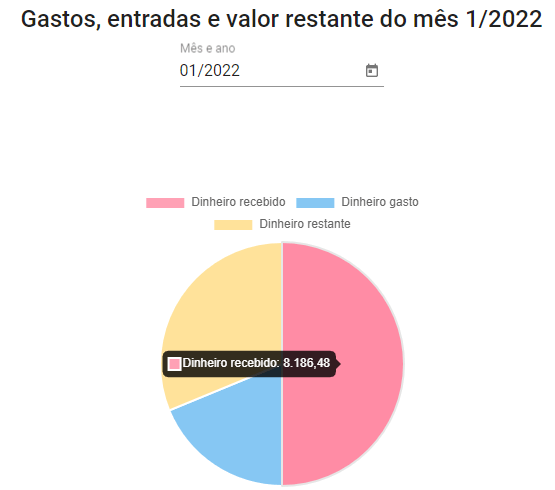 Gastos, entradas e valor restante do mês 1/2022
Mês e ano
01/2022
Dinheiro recebido
Dinheiro gasto
Dinheiro restante
Dinheiro recebido: 8.186,48